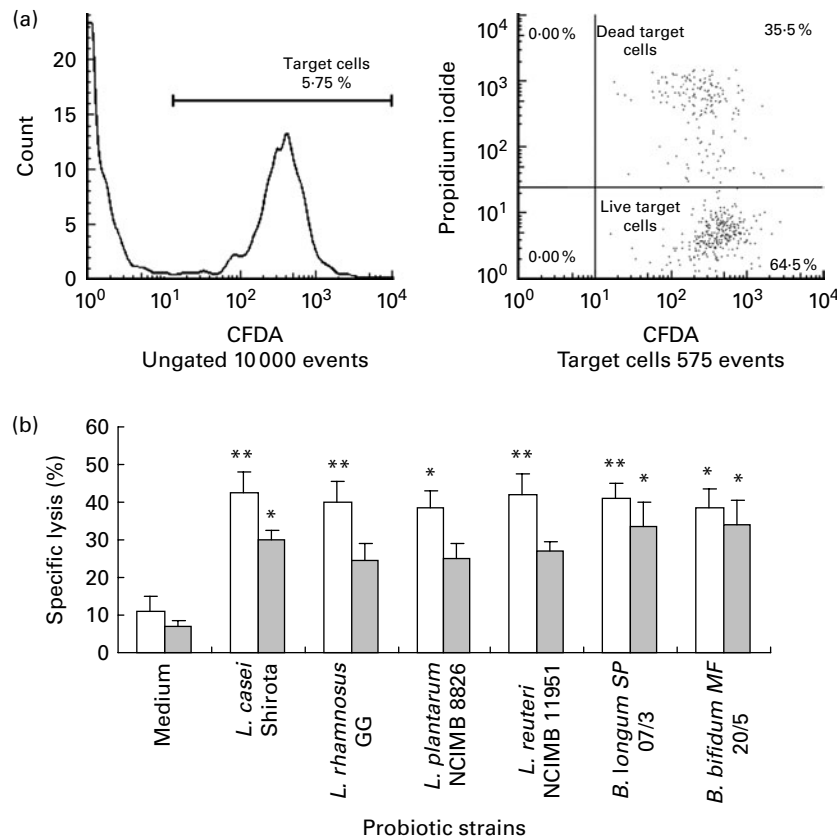 (a)
20
15
10
5
0
Count
Target cells
5·75 %
10⁰ 10¹ 10² 10³ 10⁴
CFDA
Ungated 10 000 events
0·00 %
Dead target
cells
35·5 %
10⁴
10³
10²
10¹
10⁰
Propidium iodide
Live target
cells
0·00 %
64·5 %
10⁰ 10¹ 10² 10³ 10⁴
CFDA
Target cells 575 events
(b)
60
50
40
30
20
10
0
Specific lysis (%)
** * ** * ** ** * * *
Medium
L. casei
Shirota
L. rhamnosus
GG
L. plantarum
NCIMB 8826
L. reuteri
NCIMB 11951
B. longum SP
07/3
B. bifidum MF
20/5
Probiotic strains